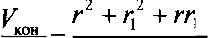 V_кон — r² + r₁² + rr₁